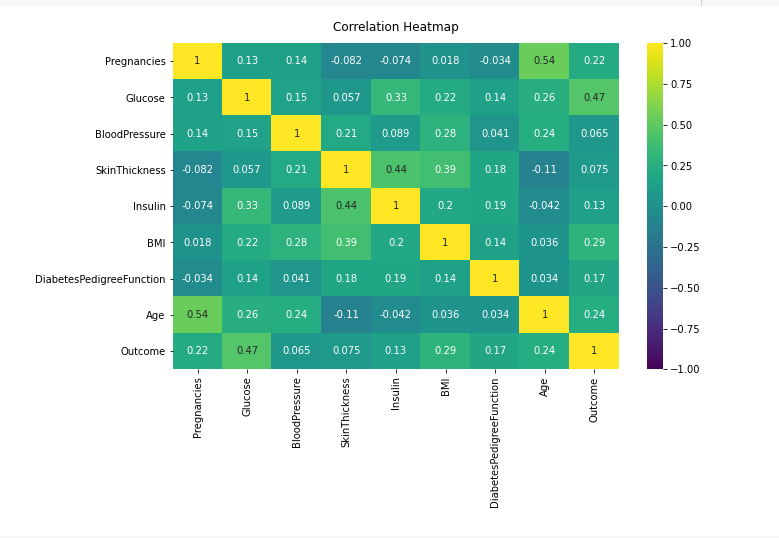 Correlation Heatmap
Pregnancies 1 0.13 0.14 -0.082 -0.074 0.018 -0.034 0.54 0.22
Glucose 0.13 1 0.15 0.057 0.33 0.22 0.14 0.26 0.47
BloodPressure 0.14 0.15 1 0.21 0.089 0.28 0.041 0.24 0.065
SkinThickness -0.082 0.057 0.21 1 0.44 0.39 0.18 -0.11 0.075
Insulin -0.074 0.33 0.089 0.44 1 0.2 0.19 -0.042 0.13
BMI 0.018 0.22 0.28 0.39 0.2 1 0.14 0.036 0.29
DiabetesPedigreeFunction -0.034 0.14 0.041 0.18 0.19 0.14 1 0.034 0.17
Age 0.54 0.26 0.24 -0.11 -0.042 0.036 0.034 1 0.24
Outcome 0.22 0.47 0.065 0.075 0.13 0.29 0.17 0.24 1
Pregnancies
Glucose
BloodPressure
SkinThickness
Insulin
BMI
DiabetesPedigreeFunction
Age
Outcome
1.00
0.75
0.50
0.25
0.00
−0.25
−0.50
−0.75
−1.00